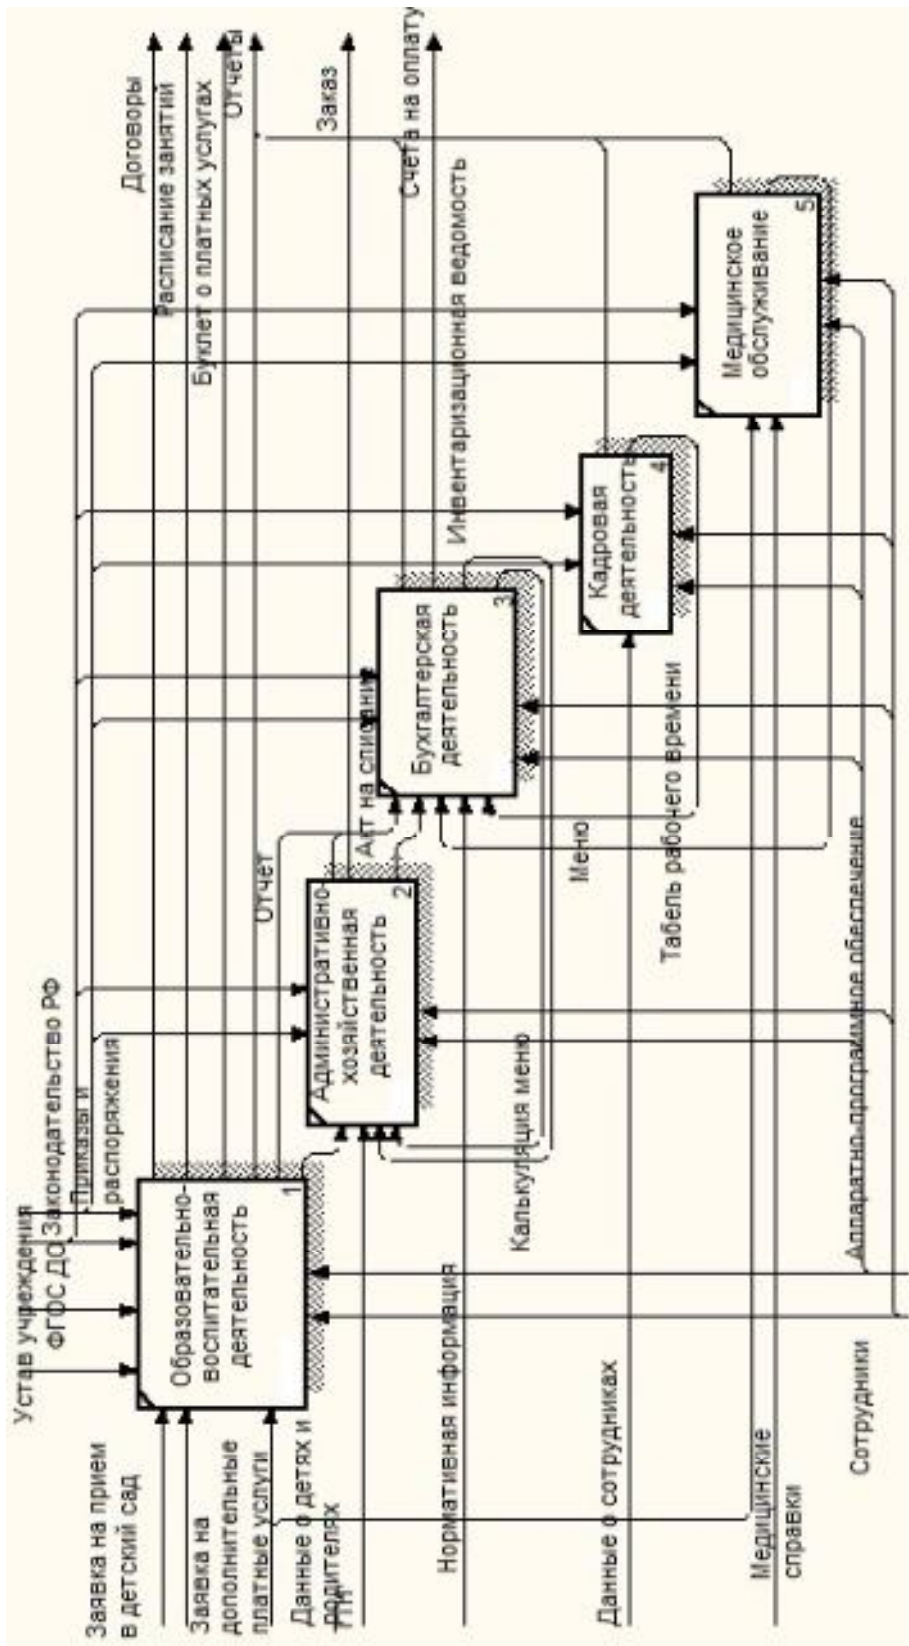 Устав учреждения
ФГОС ДО
Законодательство РФ
Приказы и
распоряжения
Заявка на прием
в детский сад
Заявка на
дополнительные
платные услуги
Данные о детях и
родителях
Нормативная информация
Данные о сотрудниках
Медицинские
справки
Образовательно-
воспитательная
деятельность
1
Административно-
хозяйственная
деятельность
2
Бухгалтерская
деятельность
3
Кадровая
деятельность
4
Медицинское
обслуживание
5
Отчет
Акт на списание
Калькуляция меню
Меню
Табель рабочего времени
Инвентаризационная ведомость
Договоры
Расписание занятий
Буклет о платных услугах
Отчеты
Заказ
Счета на оплату
Аппаратно-программное обеспечение
Сотрудники